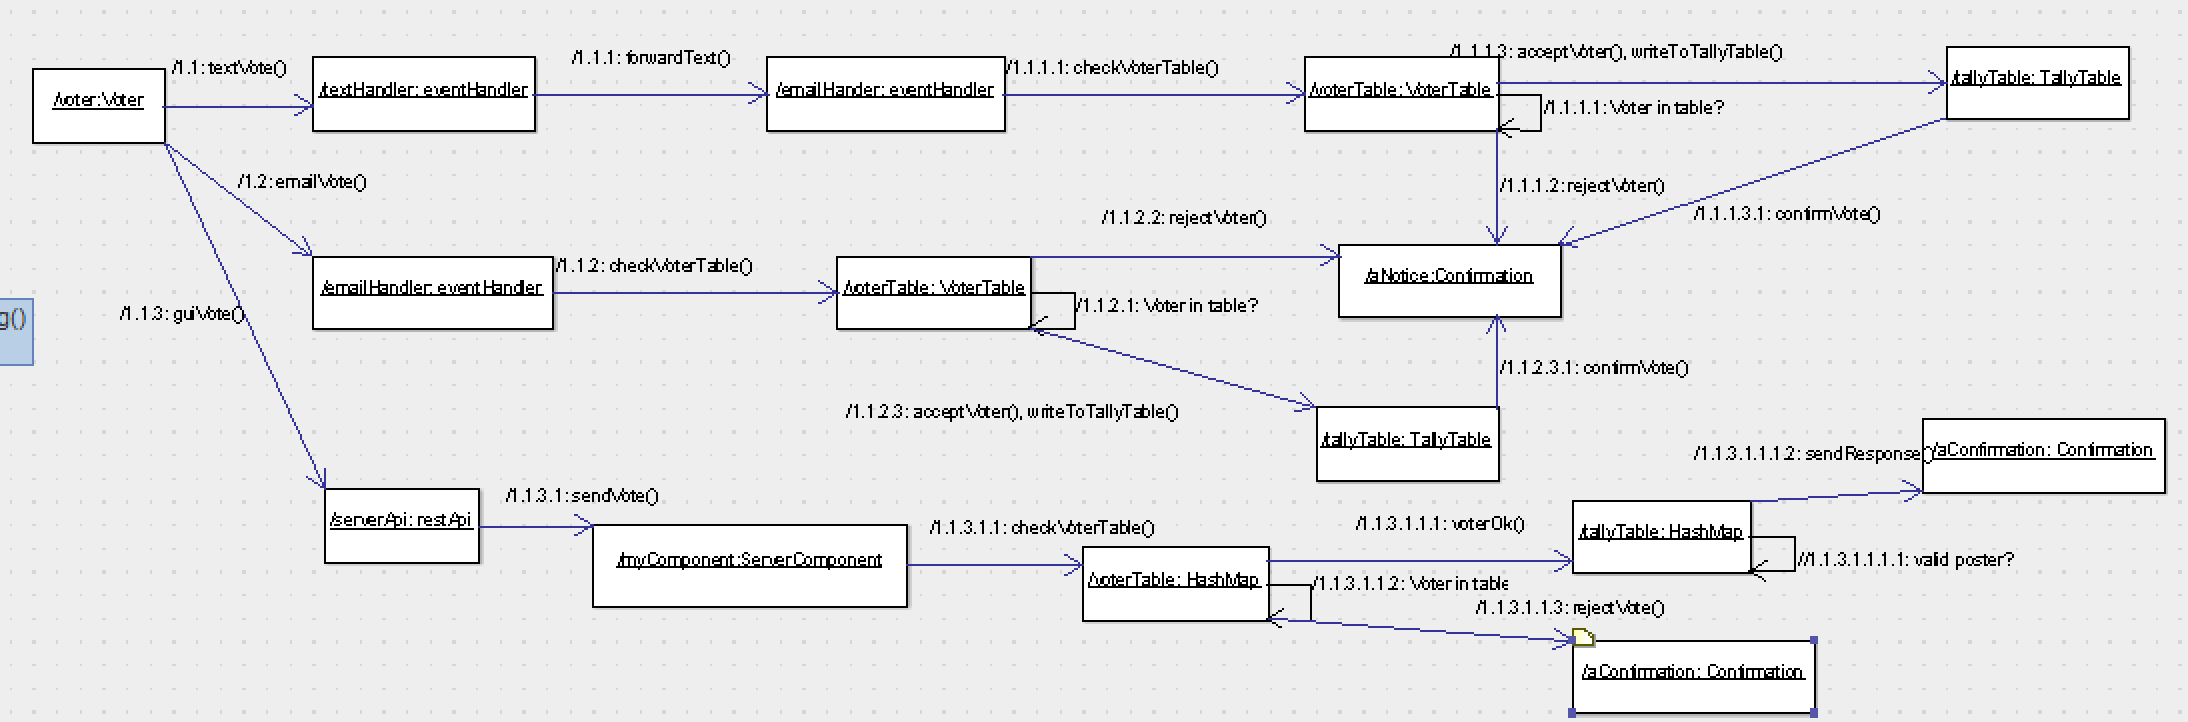 /1.1.1.3: acceptVoter(), writeToTallyTable()
/1.1: textVote()
/1.1.1: forwardText()
/1.1.1.1: checkVoterTable()
/voter:Voter
/textHandler: eventHandler
/emailHander: eventHandler
/voterTable: VoterTable
/tallyTable: TallyTable
/1.1.1.1: Voter in table?
/1.2: emailVote()
/1.1.1.2: rejectVoter()
/1.1.1.3.1: confirmVote()
/1.1.2.2: rejectVoter()
/1.1.2: checkVoterTable()
/aNotice:Confirmation
/emailHandler: eventHandler
/voterTable: VoterTable
/1.1.2.1: Voter in table?
g()
/1.1.3: guiVote()
/1.1.2.3.1: confirmVote()
/1.1.2.3: acceptVoter(), writeToTallyTable()
/tallyTable: TallyTable
/1.1.3.1.1.1.2: sendResponse()
/aConfirmation: Confirmation
/1.1.3.1: sendVote()
/serverApi: restApi
/1.1.3.1.1: checkVoterTable()
/1.1.3.1.1.1: voterOk()
/tallyTable: HashMap
/myComponent:ServerComponent
//1.1.3.1.1.1.1: valid poster?
/voterTable: HashMap
/1.1.3.1.1.2: Voter in table
/1.1.3.1.1.3: rejectVote()
/aConfirmation: Confirmation